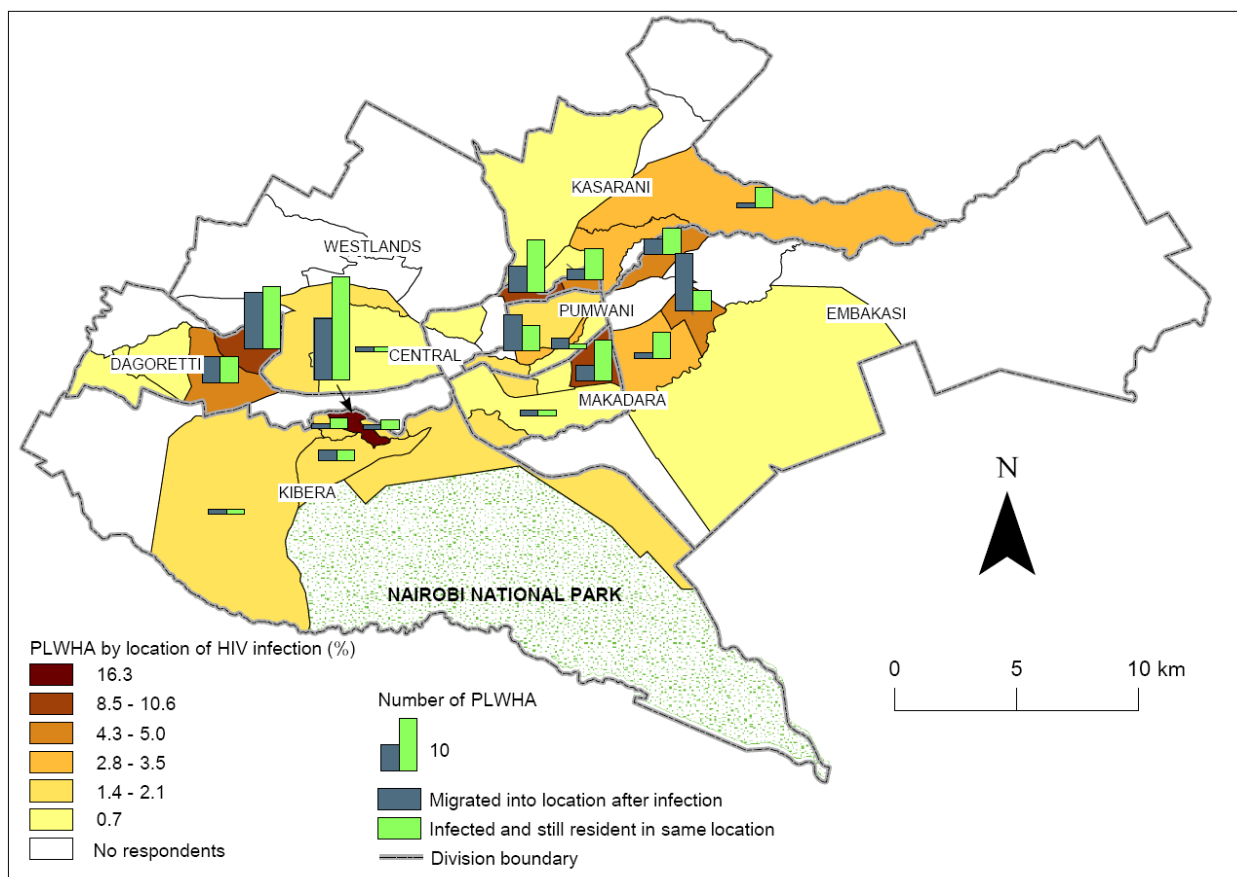 KASARANI
WESTLANDS
PUMWANI
EMBAKASI
DAGORETTI
CENTRAL
MAKADARA
KIBERA
N
NAIROBI NATIONAL PARK
PLWHA by location of HIV infection (%)
16.3
8.5 - 10.6
4.3 - 5.0
2.8 - 3.5
1.4 - 2.1
0.7
No respondents
Number of PLWHA
10
Migrated into location after infection
Infected and still resident in same location
Division boundary
0 5 10 km